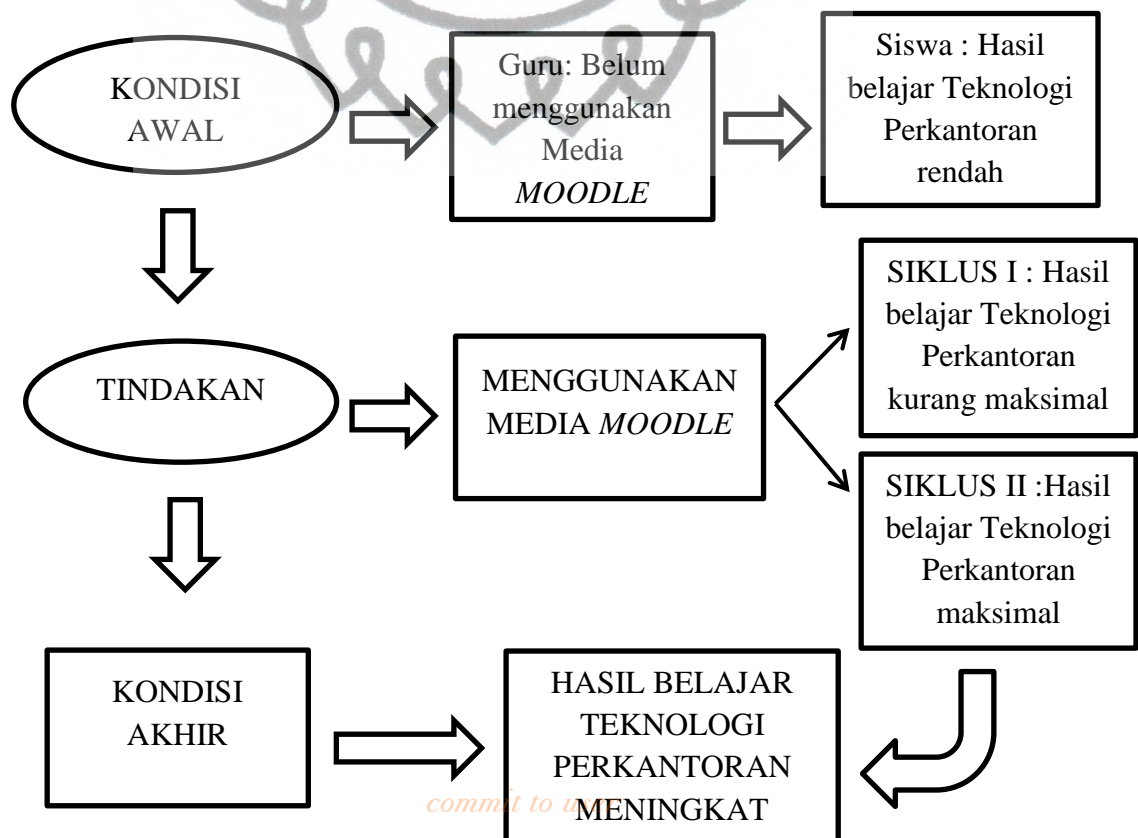 KONDISI
AWAL
Guru: Belum
menggunakan
Media
MOODLE
Siswa : Hasil
belajar Teknologi
Perkantoran
rendah
TINDAKAN
MENGGUNAKAN
MEDIA MOODLE
SIKLUS I : Hasil
belajar Teknologi
Perkantoran
kurang maksimal
SIKLUS II :Hasil
belajar Teknologi
Perkantoran
maksimal
KONDISI
AKHIR
HASIL BELAJAR
TEKNOLOGI
PERKANTORAN
MENINGKAT
commit to user